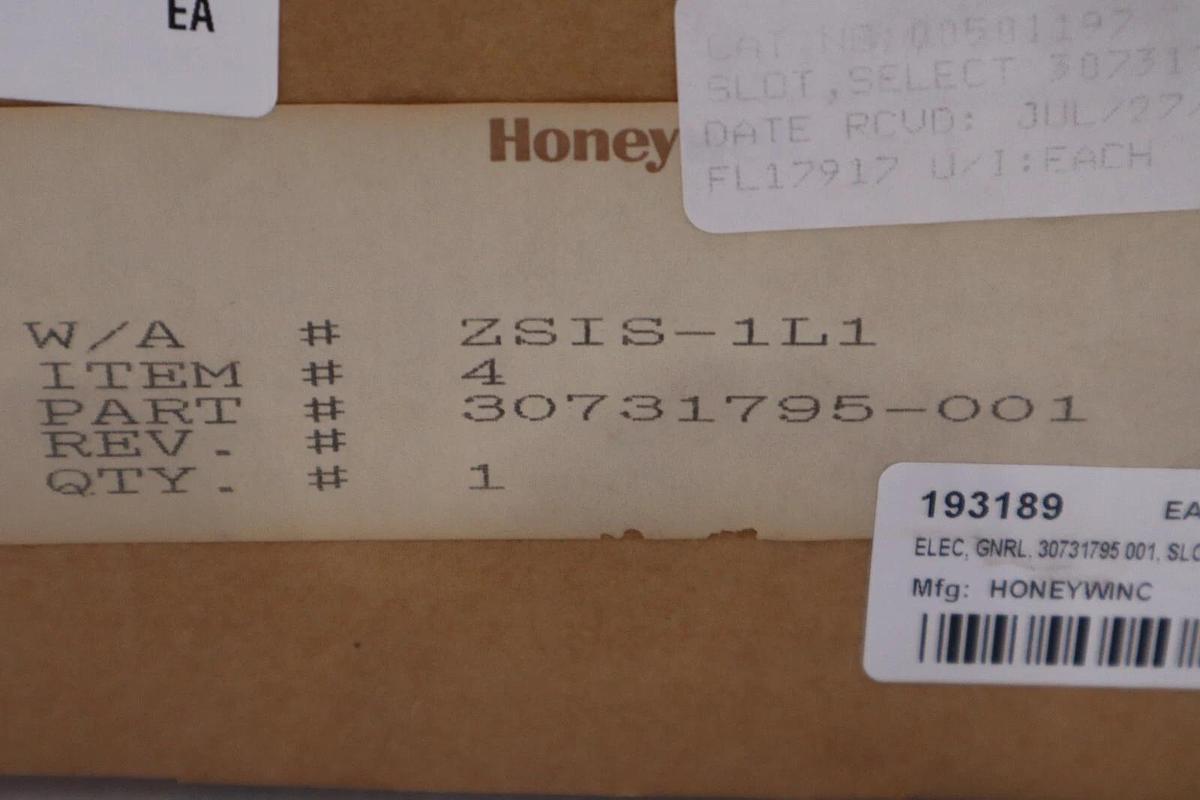 EA
CAT.NO:00501197
SLOT,SELECT 30731
DATE RCVD: JUL/27/
FL17917 U/I:EACH
Honey
W/A # ZSIS-1L1
ITEM # 4
PART # 30731795-001
REV. #
QTY. # 1
193189 EA
ELEC, GNRL. 30731795 001, SLO
Mfg: HONEYWINC